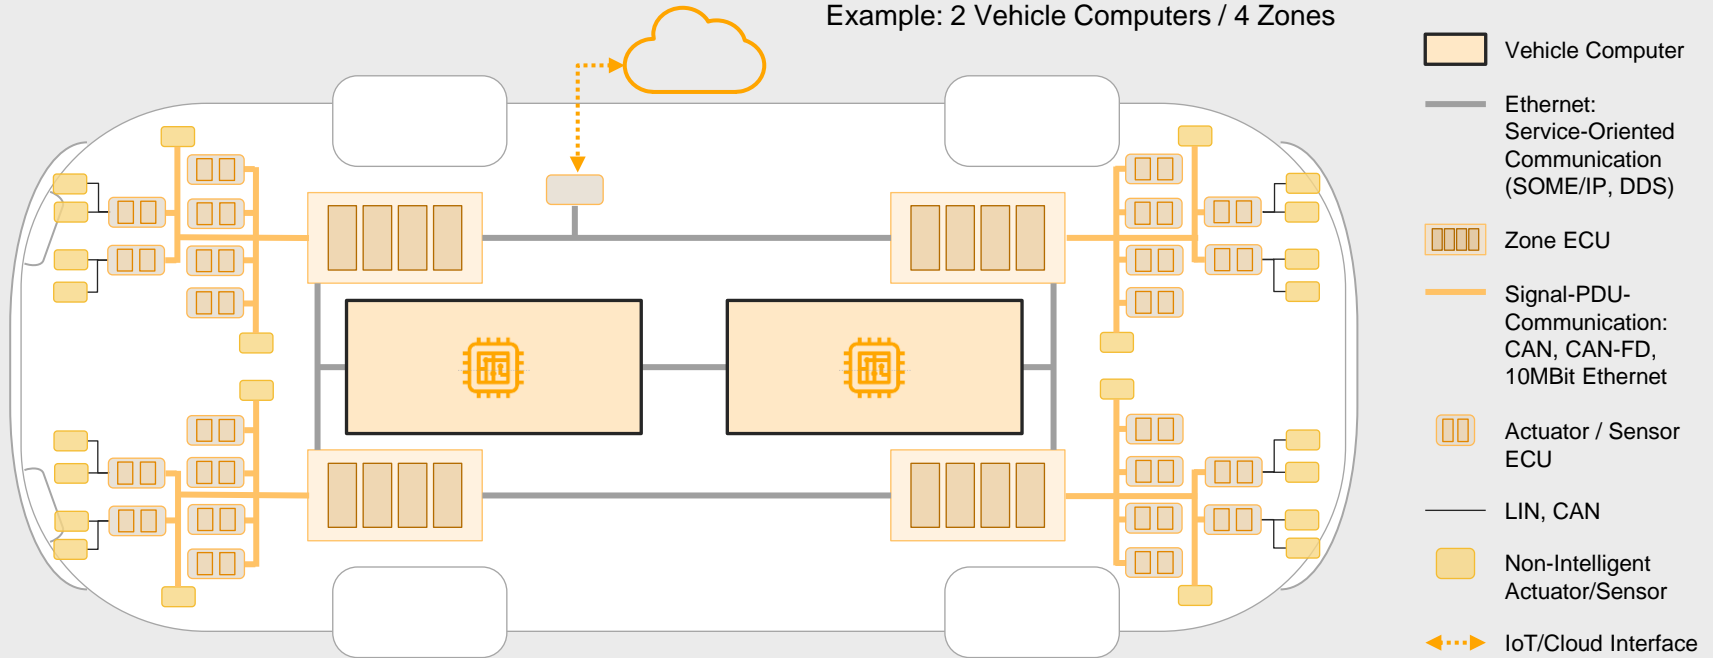 Example: 2 Vehicle Computers / 4 Zones
Vehicle Computer
Ethernet:
Service-Oriented
Communication
(SOME/IP, DDS)
Zone ECU
Signal-PDU-
Communication:
CAN, CAN-FD,
10MBit Ethernet
Actuator / Sensor
ECU
LIN, CAN
Non-Intelligent
Actuator/Sensor
IoT/Cloud Interface